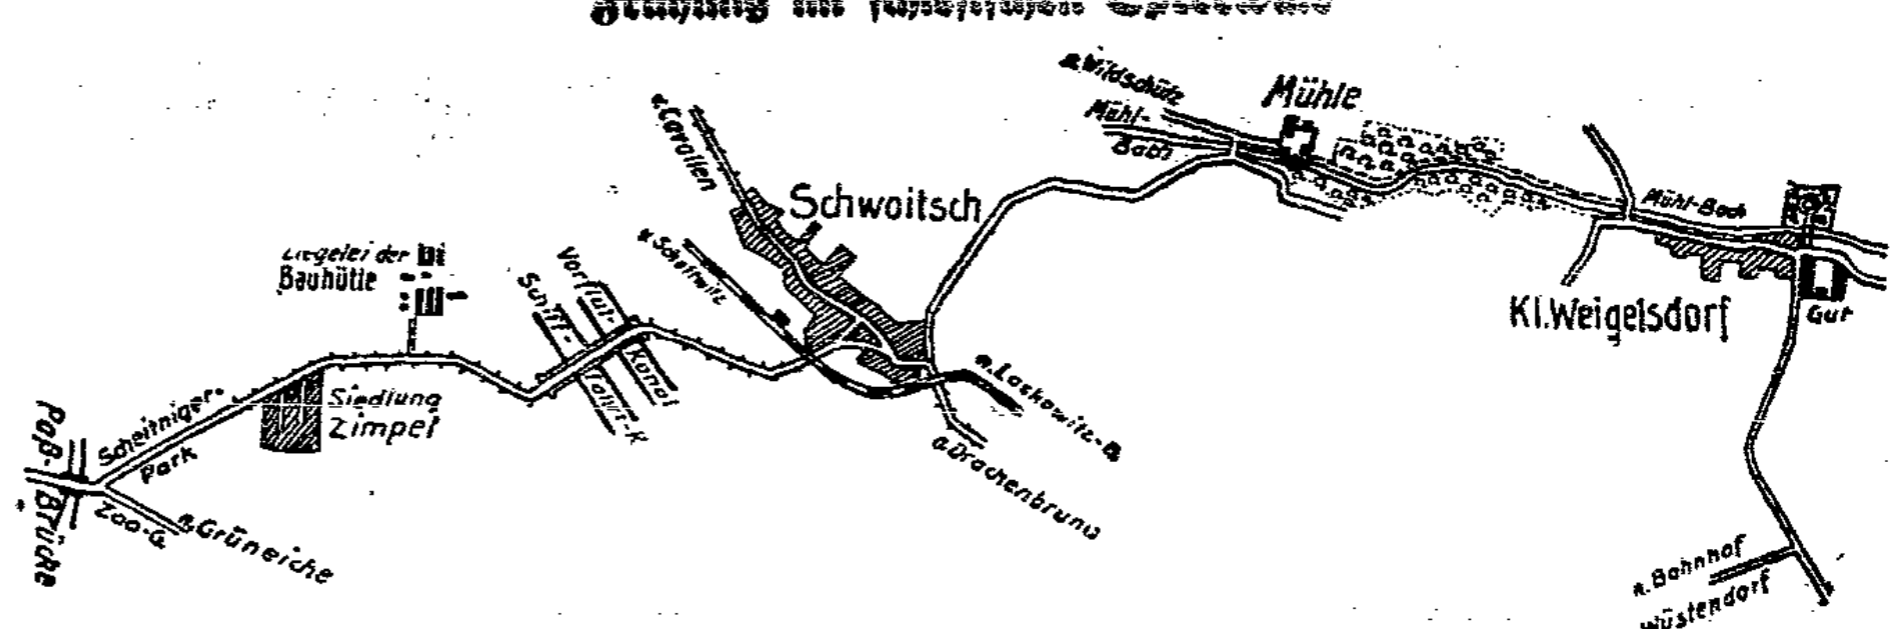 n. Wildschütz
Mühl-
Bach
Mühle
n. Cavallen
Schwoitsch
Mühl-Bach
n. Schottwitz
Ziegelei der
Bauhütte
Vorflut-
Kanal
Schiff-
fahrt-K
Kl. Weigelsdorf
Gut
Siedlung
Zimpel
n. Laskowitz-B
n. Drachenbrunn
Scheitniger-
Park
Paß-
Brücke
Zoo-G.
n. Grüneiche
n. Bahnhof
Wüstendorf